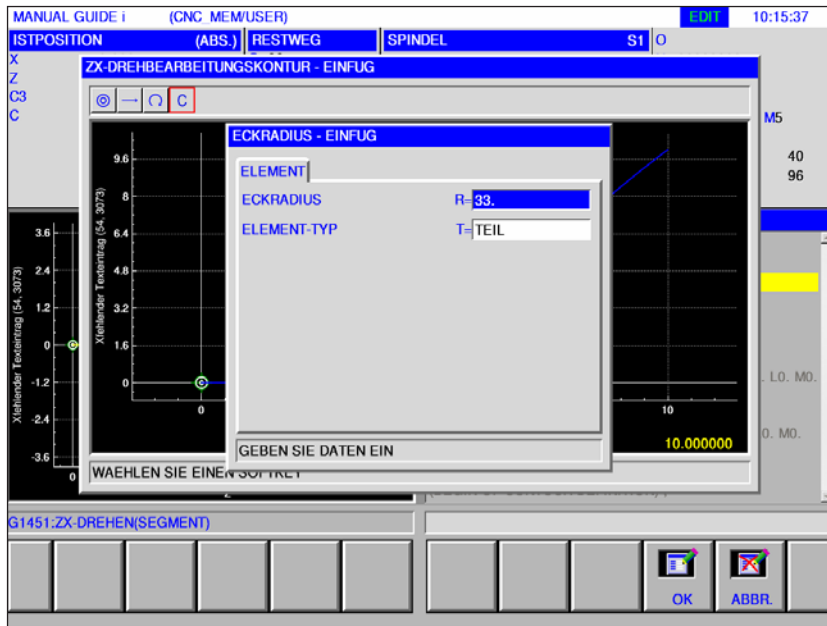 MANUAL GUIDE i (CNC_MEM/USER) EDIT 10:15:37
ISTPOSITION (ABS.) RESTWEG SPINDEL S1 O
X
Z
C3
C
M5
40
96
ZX-DREHBEARBEITUNGSKONTUR - EINFUG
C
ECKRADIUS - EINFUG
ELEMENT
ECKRADIUS R= 33.
ELEMENT-TYP T= TEIL
GEBEN SIE DATEN EIN
Xfehlender Texteintrag (54, 3073)
9.6
8
6.4
4.8
3.2
1.6
0
0
10
10.000000
WAEHLEN SIE EINEN SOFTKEY
Xfehlender Texteintrag (54, 3073)
3.6
2.4
1.2
0
-1.2
-2.4
-3.6
0
. L0. M0.
0. M0.
G1451:ZX-DREHEN(SEGMENT)
OK ABBR.